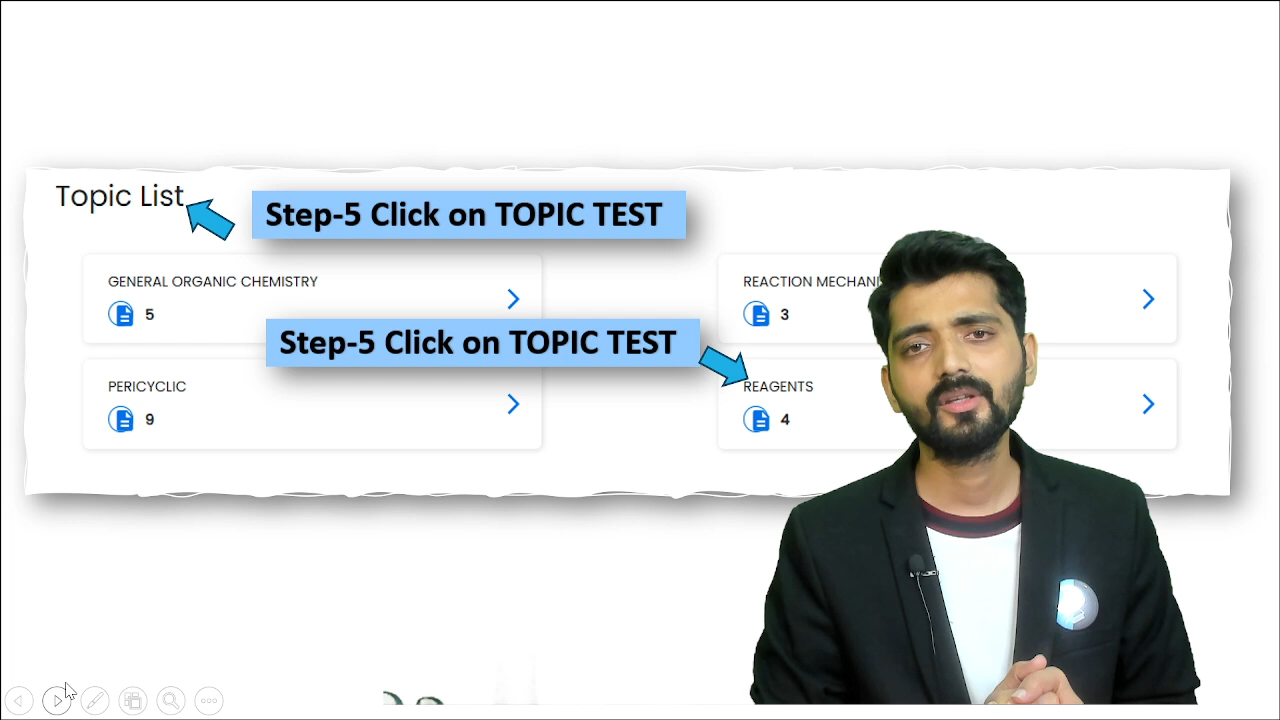 Topic List
Step-5 Click on TOPIC TEST
GENERAL ORGANIC CHEMISTRY
5
REACTION
3
Step-5 Click on TOPIC TEST
PERICYCLIC
9
REAGENTS
4